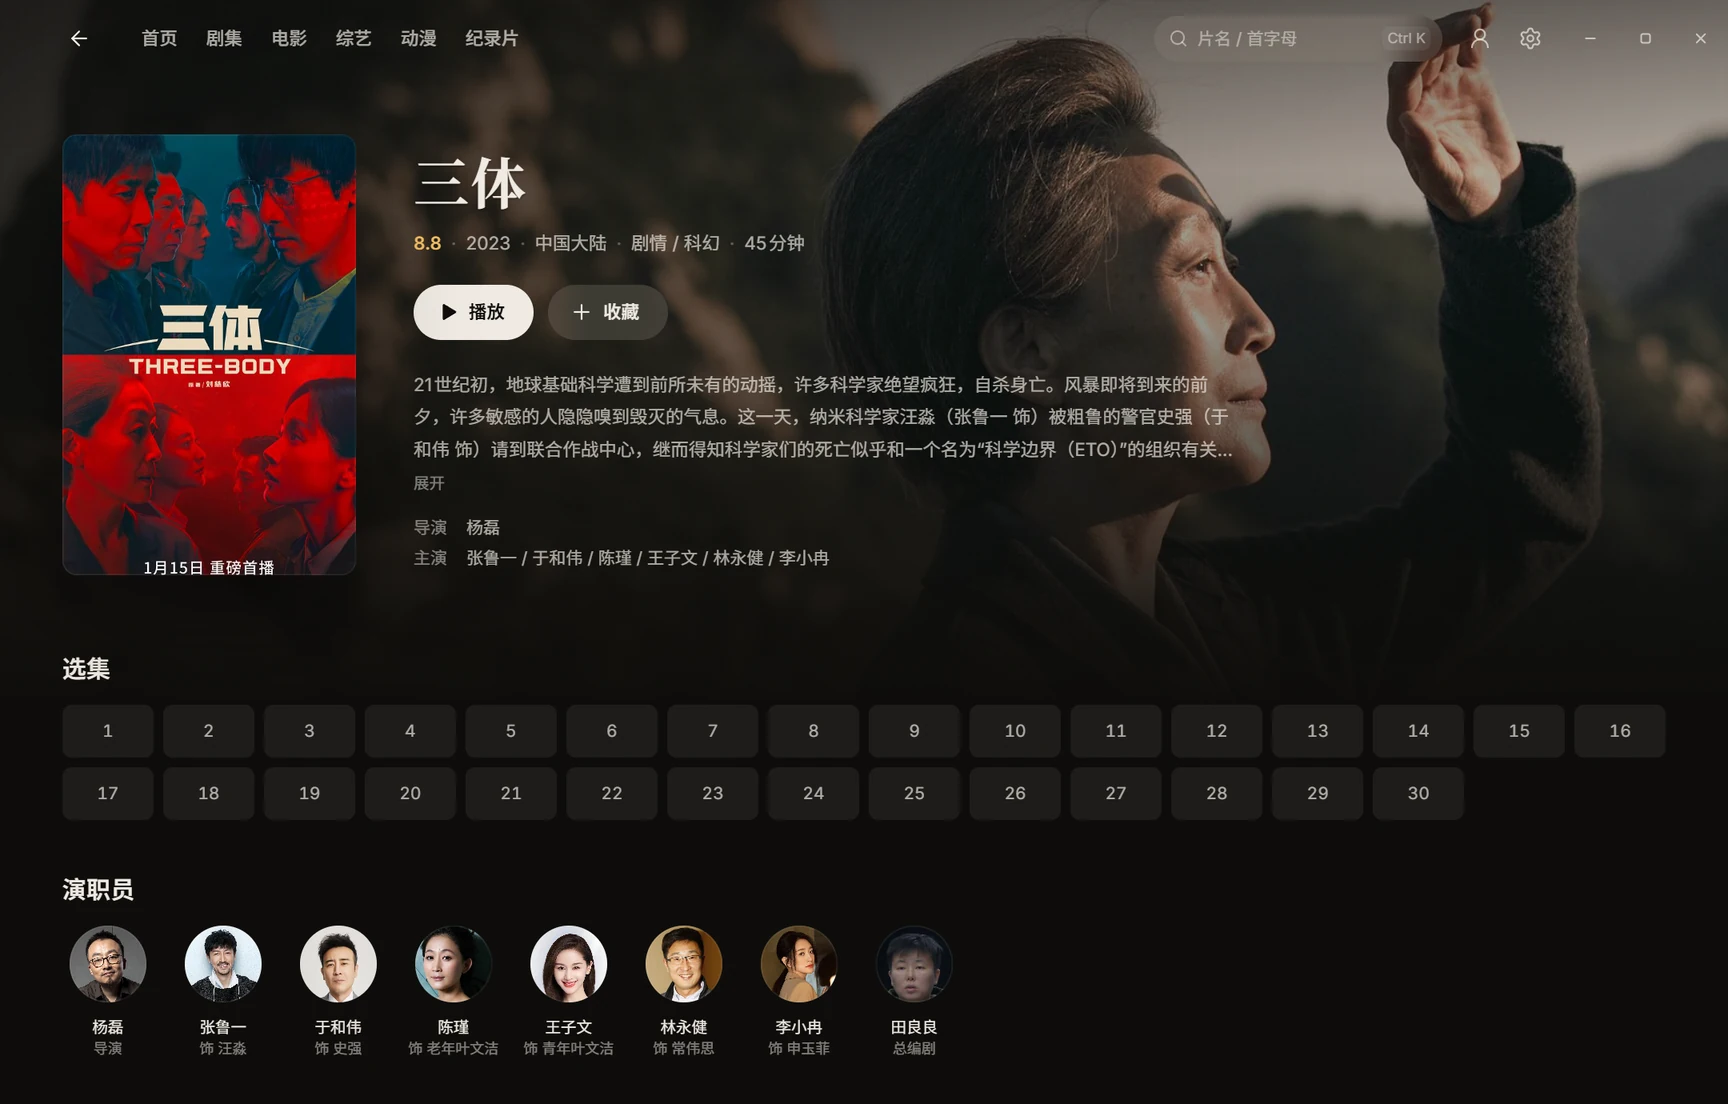 首页 剧集 电影 综艺 动漫 纪录片 片名 / 首字母 Ctrl K
三体
THREE-BODY
1月15日 重磅首播
三体
8.8 · 2023 · 中国大陆 · 剧情 / 科幻 · 45分钟
播放 收藏
21世纪初，地球基础科学遭到前所未有的动摇，许多科学家绝望疯狂，自杀身亡。风暴即将到来的前
夕，许多敏感的人隐隐嗅到毁灭的气息。这一天，纳米科学家汪淼（张鲁一 饰）被粗鲁的警官史强（于
和伟 饰）请到联合作战中心，继而得知科学家们的死亡似乎和一个名为“科学边界（ETO）”的组织有关...
展开
导演 杨磊
主演 张鲁一 / 于和伟 / 陈瑾 / 王子文 / 林永健 / 李小冉
选集
1 2 3 4 5 6 7 8 9 10 11 12 13 14 15 16
17 18 19 20 21 22 23 24 25 26 27 28 29 30
演职员
杨磊 张鲁一 于和伟 陈瑾 王子文 林永健 李小冉 田良良
导演 饰 汪淼 饰 史强 饰 老年叶文洁 饰 青年叶文洁 饰 常伟思 饰 申玉菲 总编剧